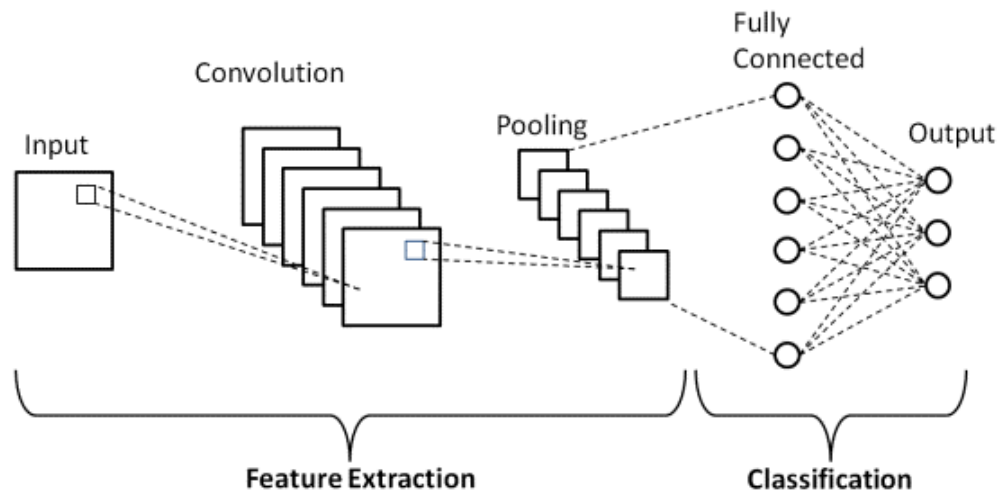 Input
Convolution
Pooling
Fully
Connected
Output
Feature Extraction
Classification